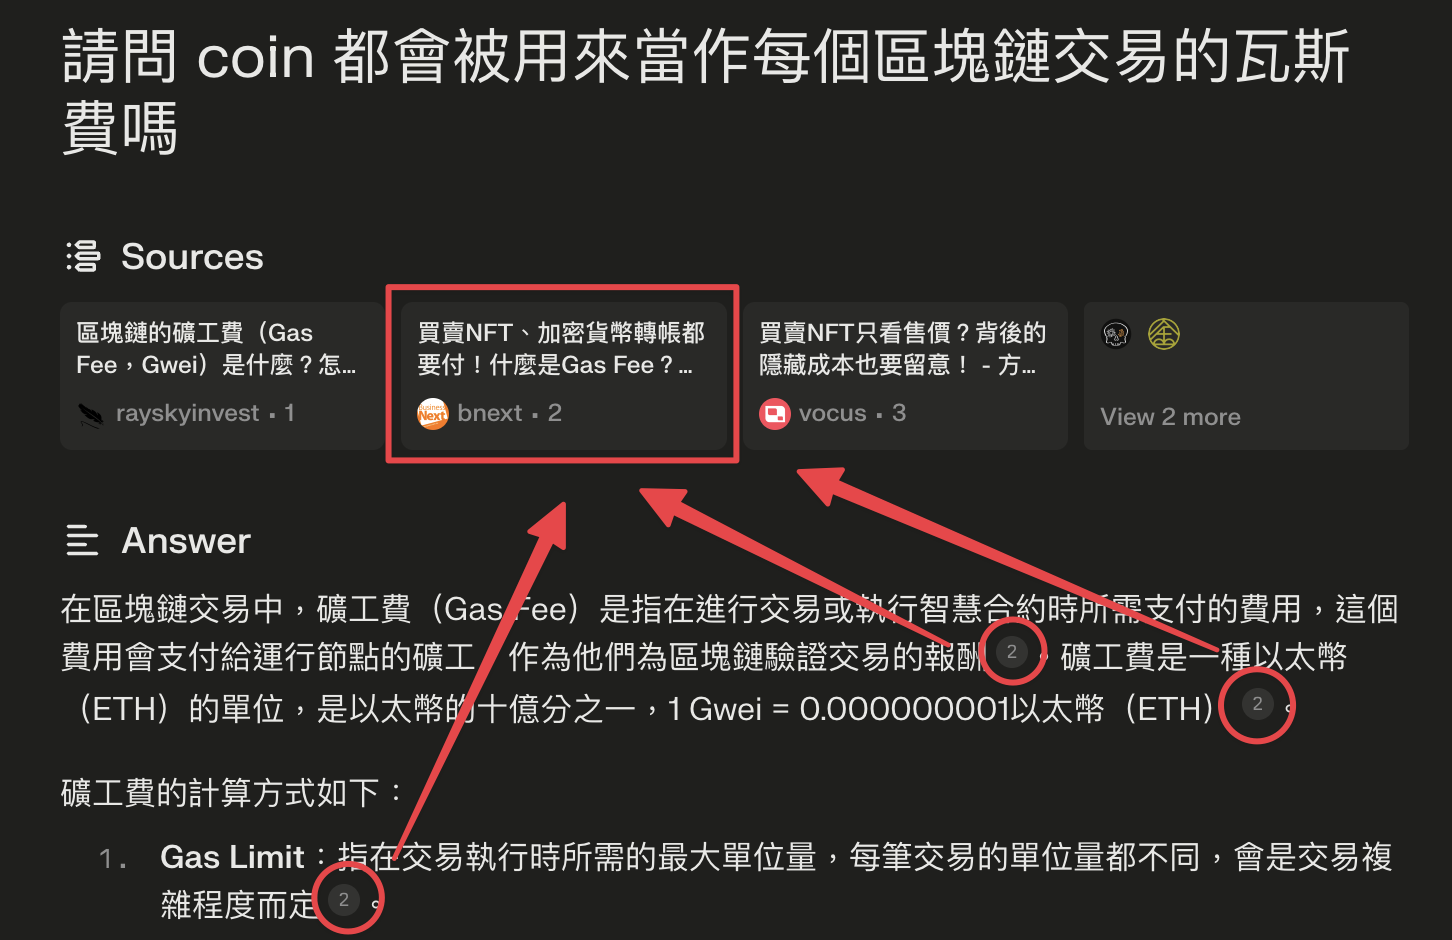 請問 coin 都會被用來當作每個區塊鏈交易的瓦斯
費嗎
Sources
區塊鏈的礦工費（Gas
Fee，Gwei）是什麼？怎...
rayskyinvest · 1
買賣NFT、加密貨幣轉帳都
要付！什麼是Gas Fee？...
Business
Next
bnext · 2
買賣NFT只看售價？背後的
隱藏成本也要留意！ - 方...
vocus · 3
View 2 more
Answer
在區塊鏈交易中，礦工費（Gas Fee）是指在進行交易或執行智慧合約時所需支付的費用，這個
費用會支付給運行節點的礦工，作為他們為區塊鏈驗證交易的報酬 2 。礦工費是一種以太幣
（ETH）的單位，是以太幣的十億分之一，1 Gwei = 0.000000001以太幣（ETH） 2 。
礦工費的計算方式如下：
1. Gas Limit：指在交易執行時所需的最大單位量，每筆交易的單位量都不同，會是交易複
雜程度而定 2 。